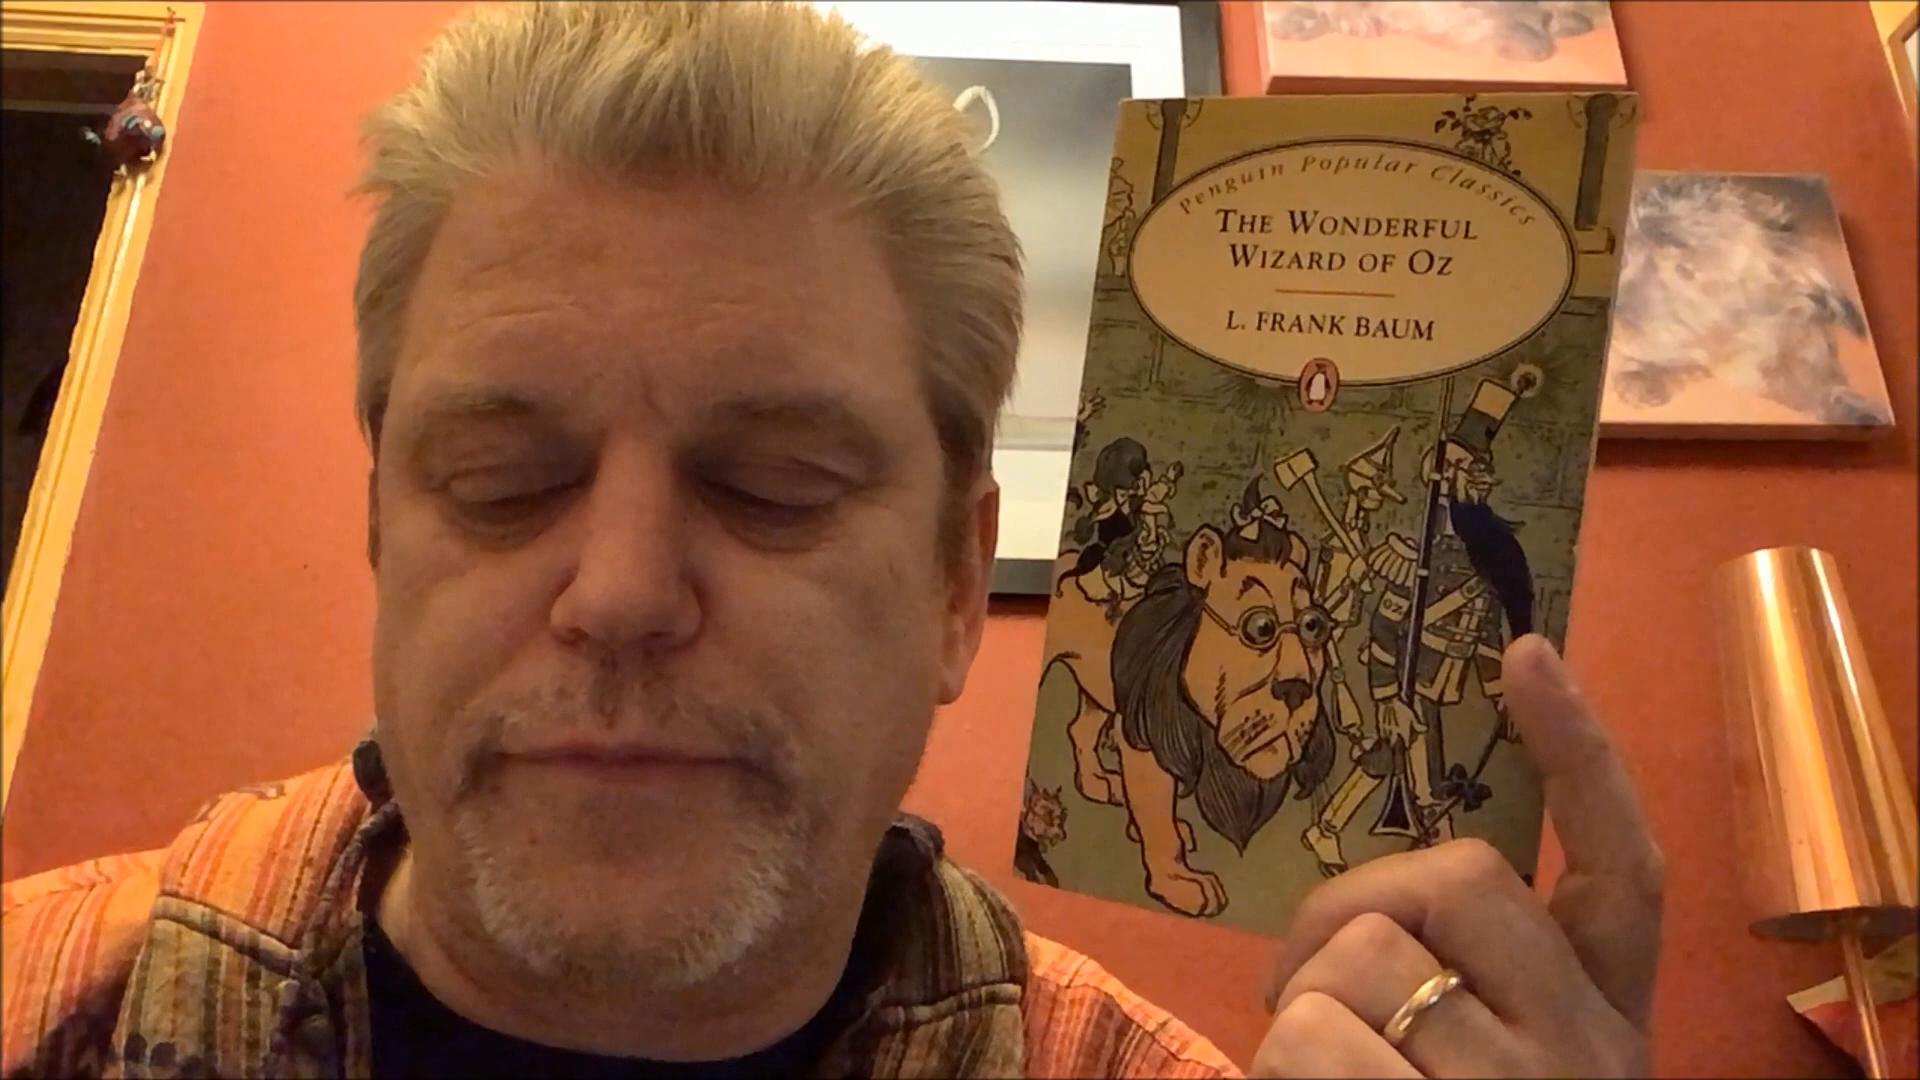 Penguin Popular Classics
THE WONDERFUL
WIZARD OF OZ
L. FRANK BAUM
OZ